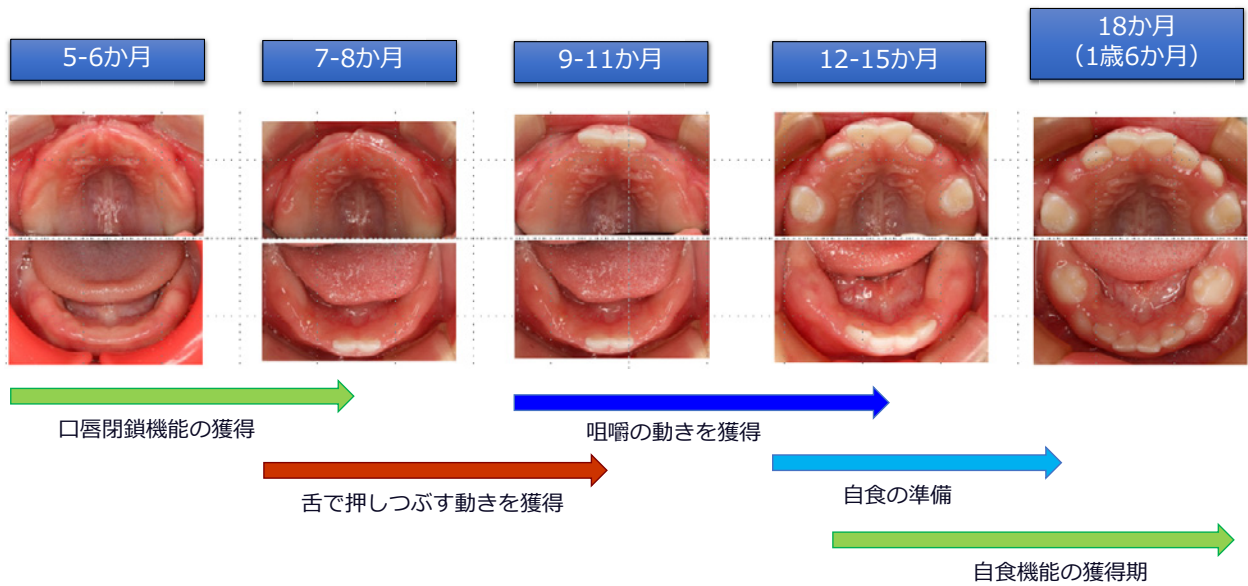 5-6か月
7-8か月
9-11か月
12-15か月
18か月
（1歳6か月）
口唇閉鎖機能の獲得
咀嚼の動きを獲得
舌で押しつぶす動きを獲得
自食の準備
自食機能の獲得期